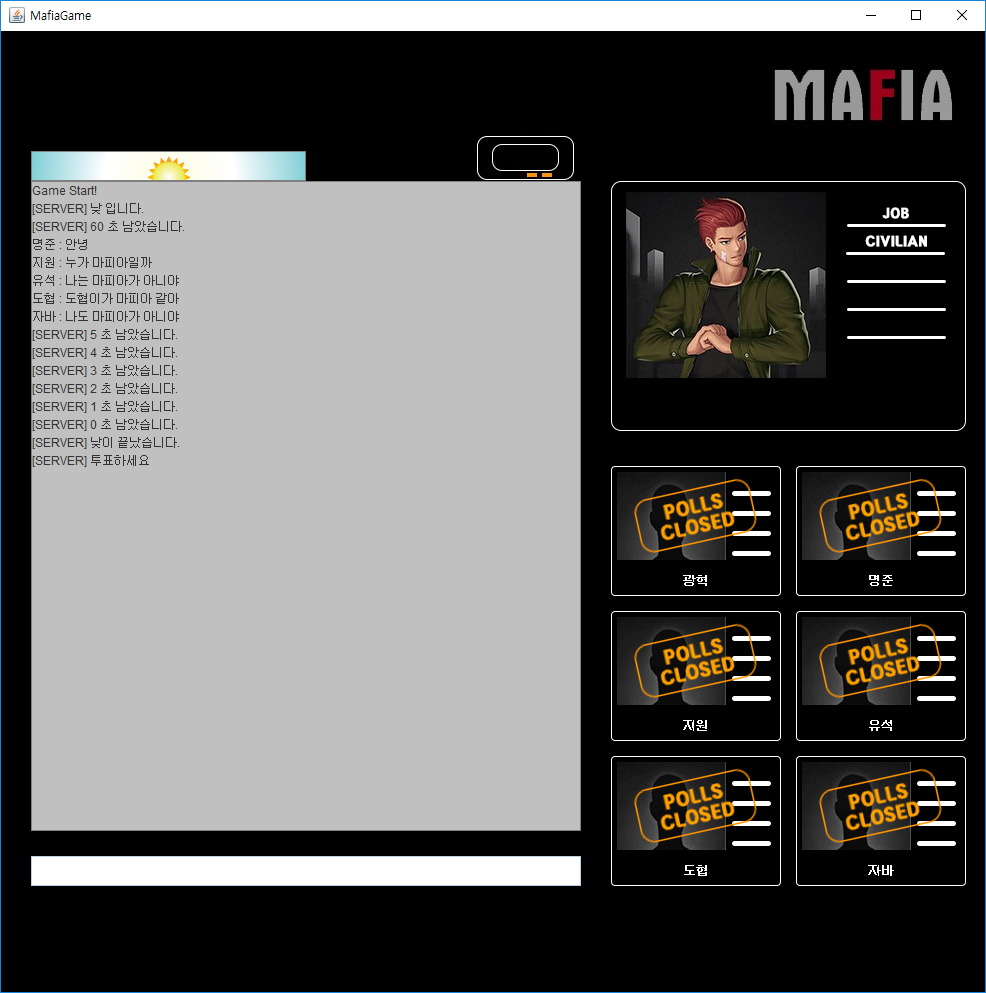 MafiaGame
MAFIA
Game Start!
[SERVER] 낮 입니다.
[SERVER] 60 초 남았습니다.
명준 : 안녕
지원 : 누가 마피아일까
유석 : 나는 마피아가 아니야
도협 : 도협이가 마피아 같아
자바 : 나도 마피아가 아니야
[SERVER] 5 초 남았습니다.
[SERVER] 4 초 남았습니다.
[SERVER] 3 초 남았습니다.
[SERVER] 2 초 남았습니다.
[SERVER] 1 초 남았습니다.
[SERVER] 0 초 남았습니다.
[SERVER] 낮이 끝났습니다.
[SERVER] 투표하세요
JOB
CIVILIAN
POLLS
CLOSED
광혁
POLLS
CLOSED
명준
POLLS
CLOSED
지원
POLLS
CLOSED
유석
POLLS
CLOSED
도협
POLLS
CLOSED
자바